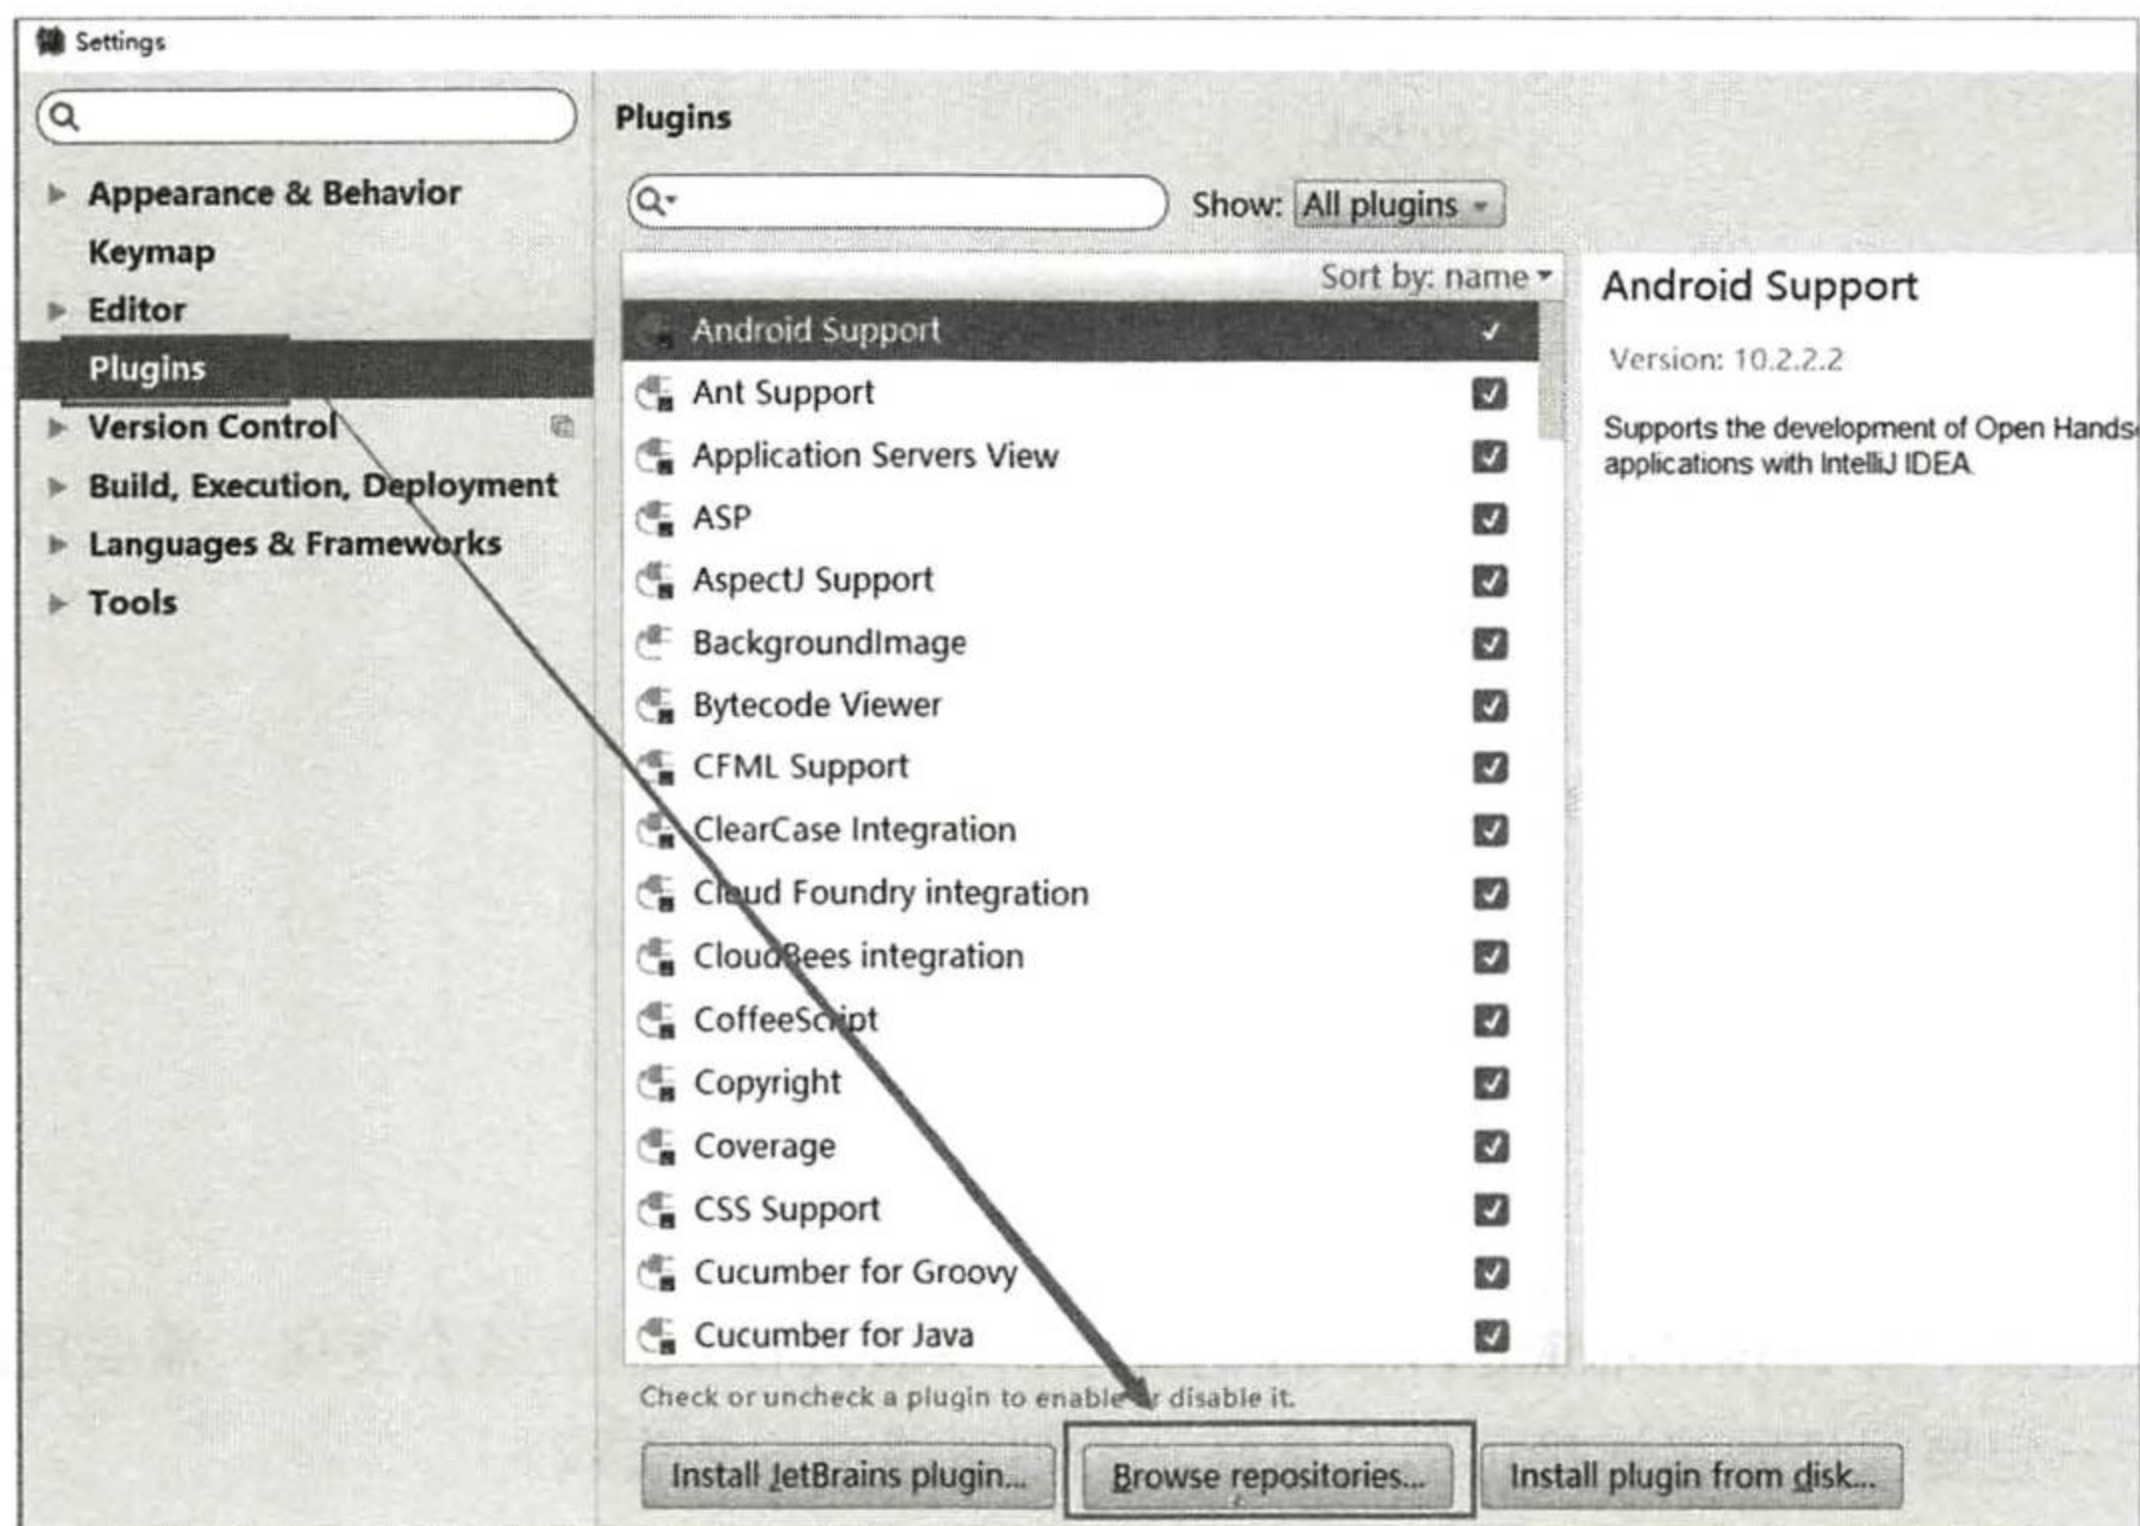 Settings
Appearance & Behavior
Keymap
Editor
Plugins
Version Control
Build, Execution, Deployment
Languages & Frameworks
Tools
Plugins
Show: All plugins
Sort by: name
Android Support
Ant Support
Application Servers View
ASP
AspectJ Support
BackgroundImage
Bytecode Viewer
CFML Support
ClearCase Integration
Cloud Foundry integration
CloudBees integration
CoffeeScript
Copyright
Coverage
CSS Support
Cucumber for Groovy
Cucumber for Java
Check or uncheck a plugin to enable or disable it.
Install JetBrains plugin...
Browse repositories...
Install plugin from disk...
Android Support
Version: 10.2.2.2
Supports the development of Open Hands
applications with IntelliJ IDEA.